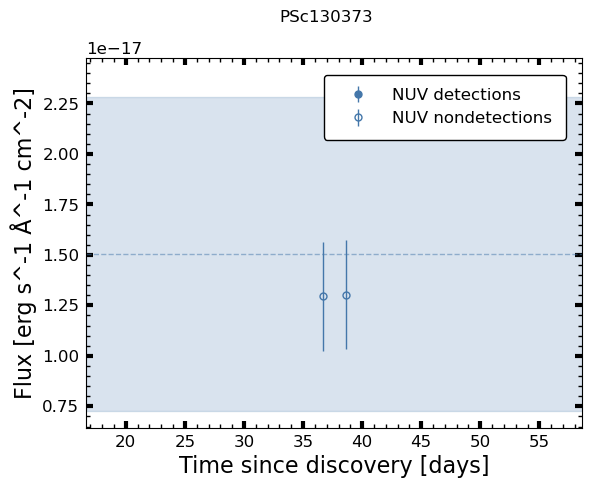 PSc130373
1e−17
NUV detections
NUV nondetections
2.25
2.00
1.75
1.50
1.25
1.00
0.75
Flux [erg s^-1 Å^-1 cm^-2]
20 25 30 35 40 45 50 55
Time since discovery [days]